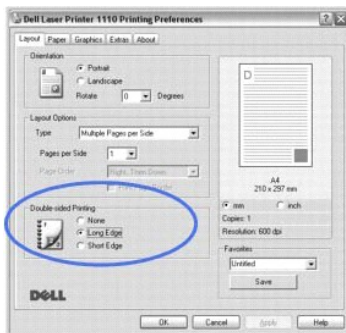 Dell Laser Printer 1110 Printing Preferences
Layout Paper Graphics Extras About
Orientation
Portrait
Landscape
Rotate 0 Degrees
Layout Options
Type Multiple Pages per Side
Pages per Side 1
Page Order Right, Then Down
Double-sided Printing
None
Long Edge
Short Edge
DELL
D
A4
210 x 297 mm
mm inch
Copies: 1
Resolution: 600 dpi
Favorites
Untitled
Save
OK Cancel Apply Help